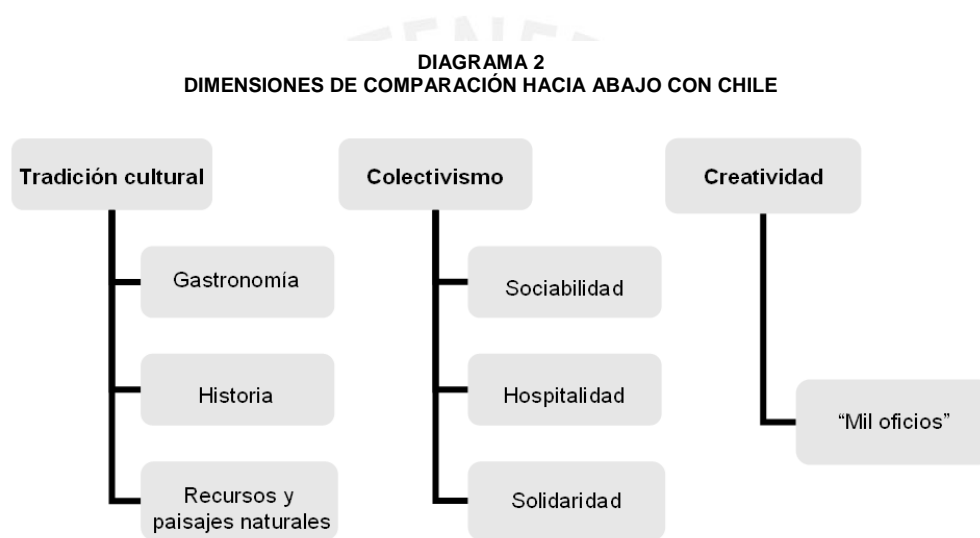 DIAGRAMA 2
DIMENSIONES DE COMPARACIÓN HACIA ABAJO CON CHILE
Tradición cultural
Gastronomía
Historia
Recursos y
paisajes naturales
Colectivismo
Sociabilidad
Hospitalidad
Solidaridad
Creatividad
“Mil oficios”